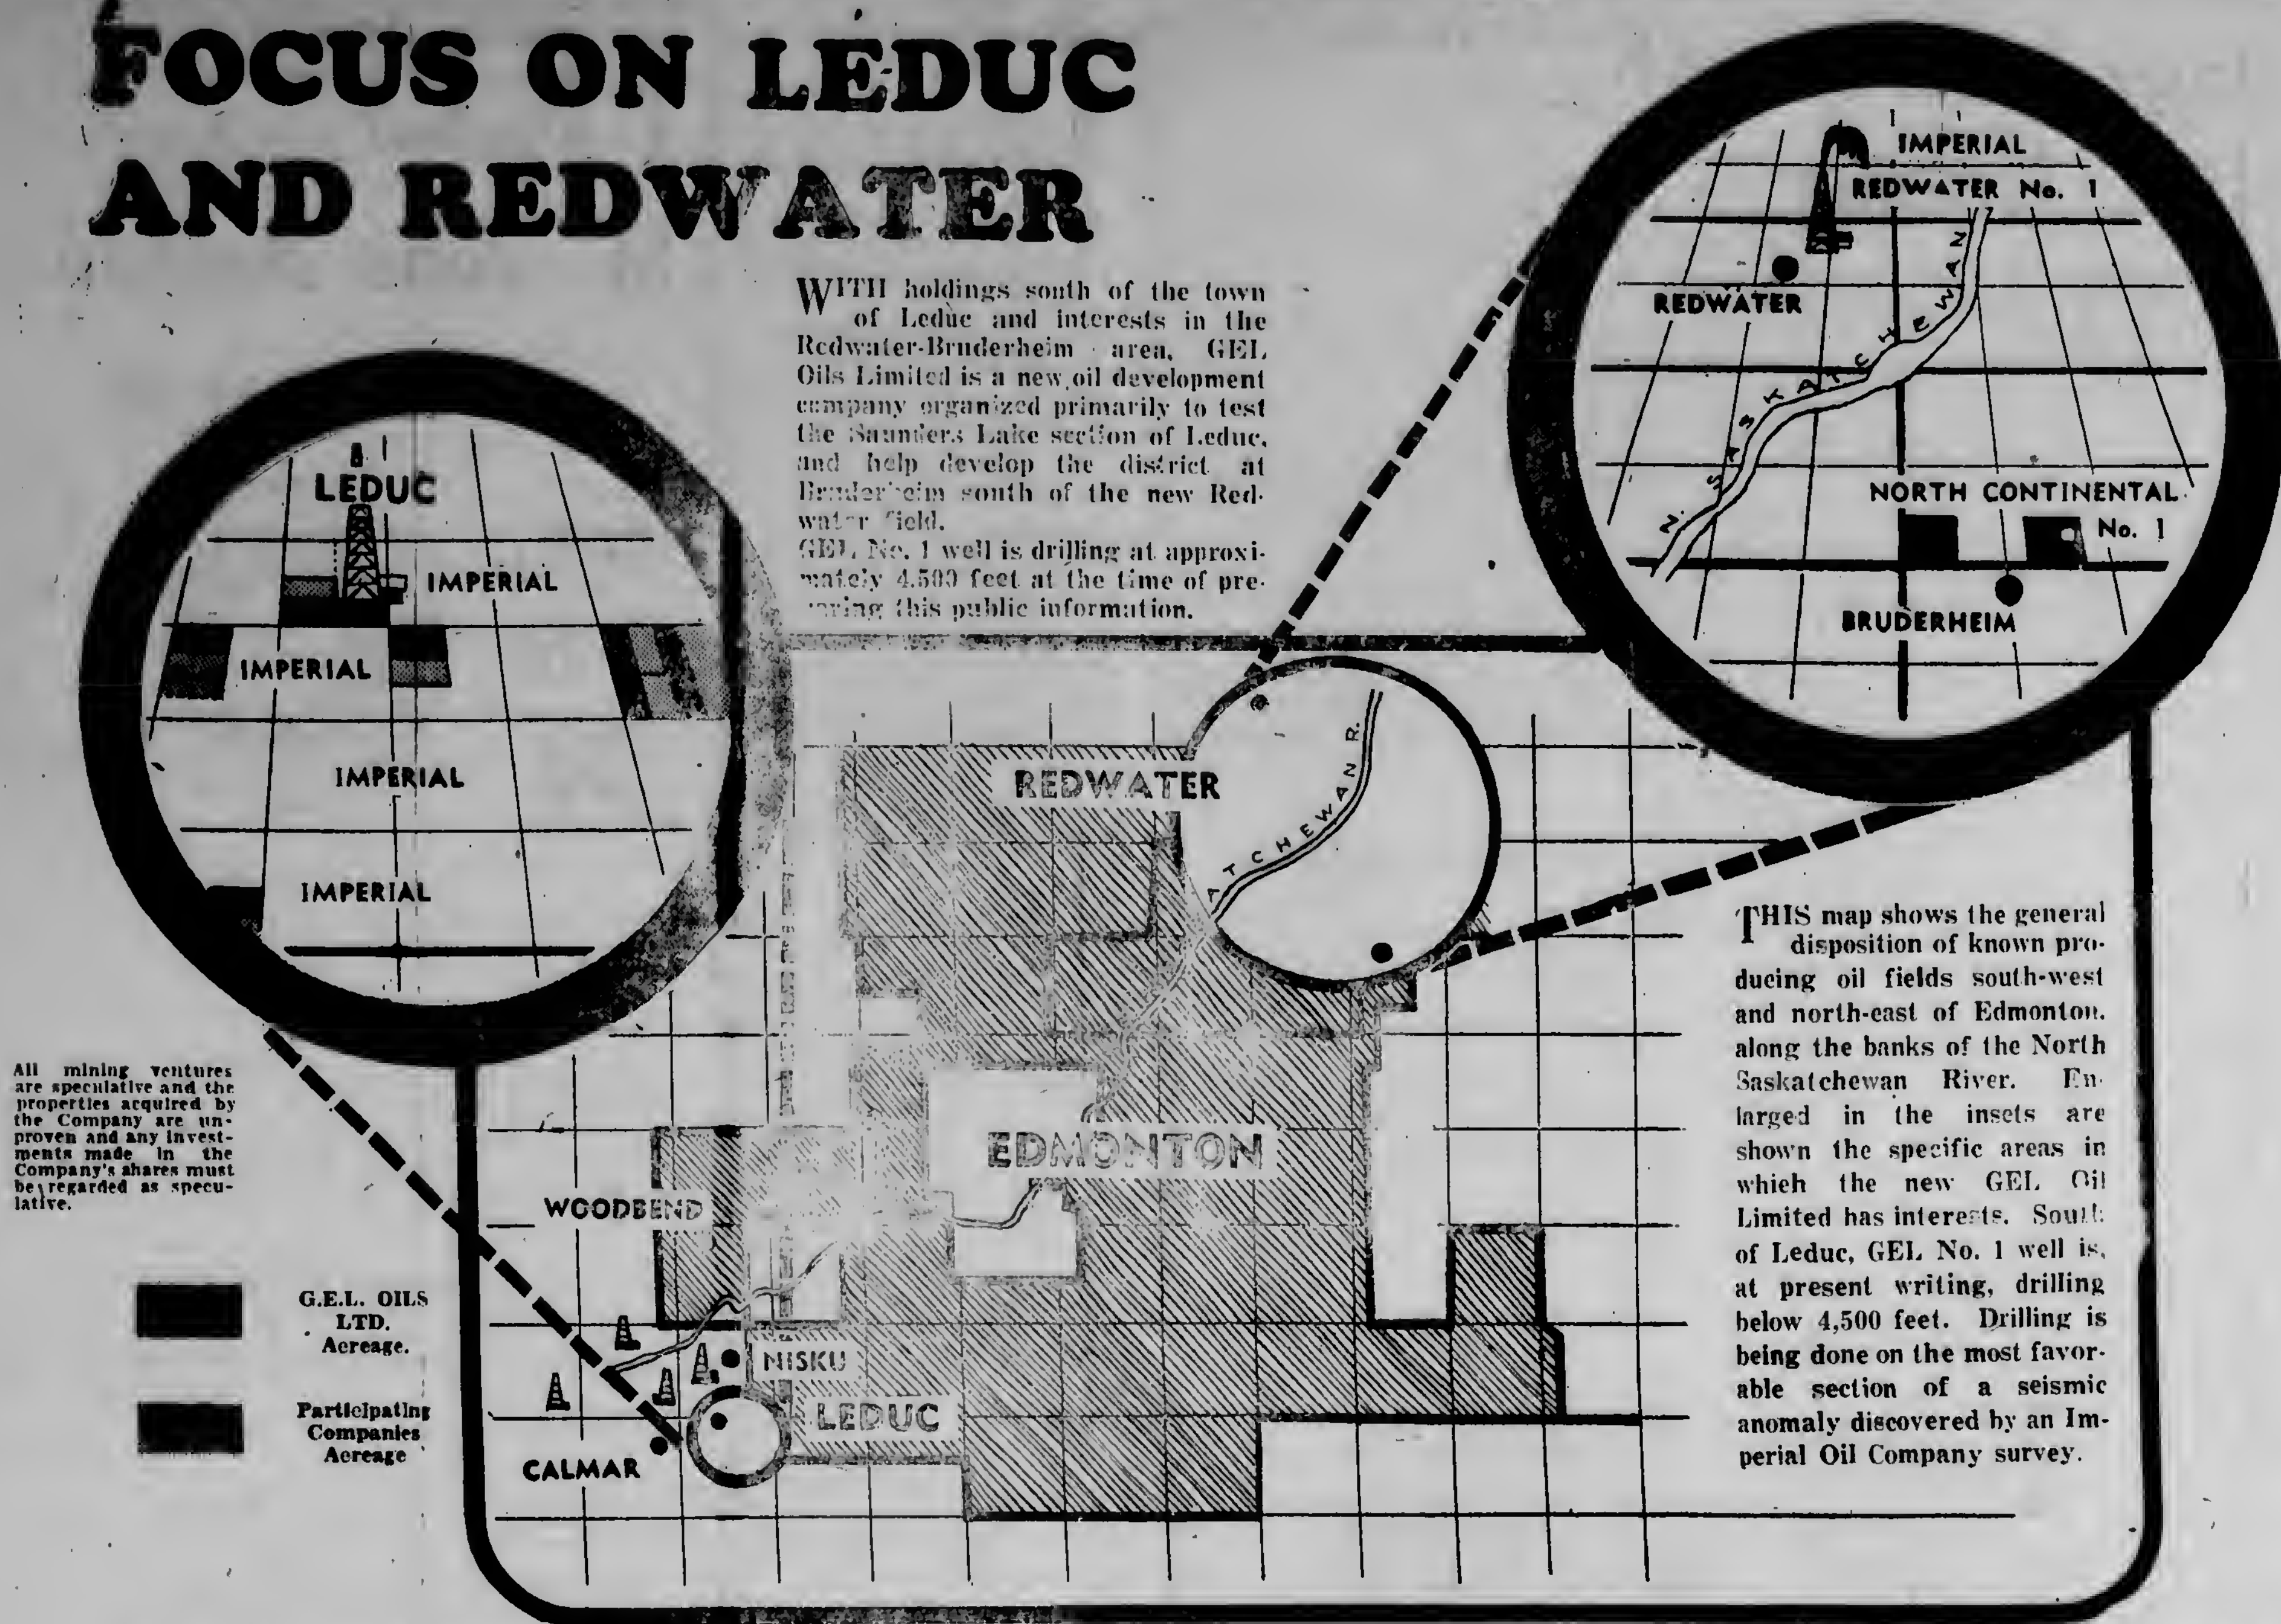 FOCUS ON LEDUC
AND REDWATER
WITH holdings south of the town
of Leduc and interests in the
Redwater-Bruderheim area, GEL
Oils Limited is a new oil development
company organized primarily to test
the Saunders Lake section of Leduc,
and help develop the district at
Bruderheim south of the new Red-
water field.
GEL No. 1 well is drilling at approxi-
mately 4,500 feet at the time of pre-
paring this public information.
LEDUC
IMPERIAL
IMPERIAL
IMPERIAL
IMPERIAL
IMPERIAL
REDWATER No. 1
REDWATER
N. SASKATCHEWAN
NORTH CONTINENTAL
No. 1
BRUDERHEIM
REDWATER
ATCHEWAN R.
EDMONTON
WOODBEND
NISKU
LEDUC
CALMAR
THIS map shows the general
disposition of known pro-
ducing oil fields south-west
and north-east of Edmonton,
along the banks of the North
Saskatchewan River. En-
larged in the insets are
shown the specific areas in
which the new GEL Oil
Limited has interests. South
of Leduc, GEL No. 1 well is,
at present writing, drilling
below 4,500 feet. Drilling is
being done on the most favor-
able section of a seismic
anomaly discovered by an Im-
perial Oil Company survey.
All mining ventures
are speculative and the
properties acquired by
the Company are un-
proven and any invest-
ments made in the
Company's shares must
be regarded as specu-
lative.
G.E.L. OILS
LTD.
Acreage.
Participating
Companies
Acreage